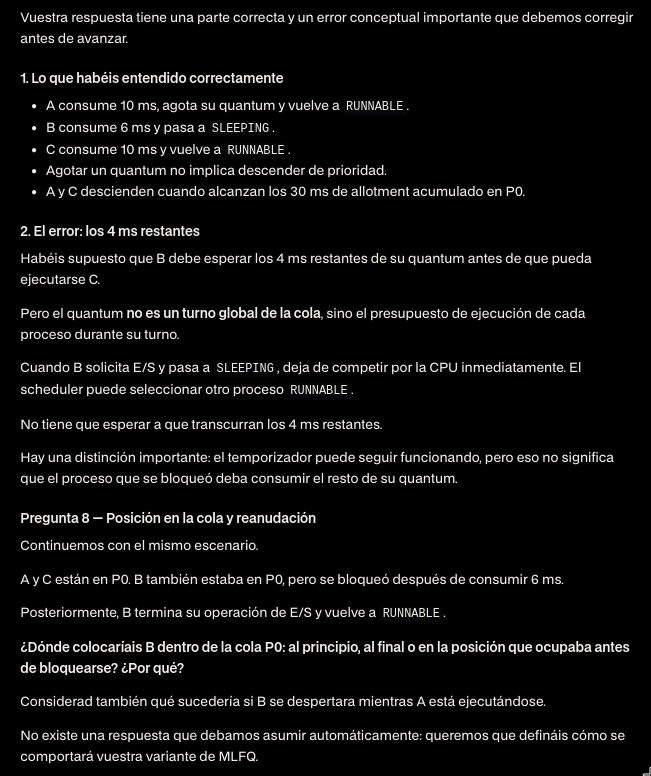 Vuestra respuesta tiene una parte correcta y un error conceptual importante que debemos corregir
antes de avanzar.
1. Lo que habéis entendido correctamente
• A consume 10 ms, agota su quantum y vuelve a RUNNABLE.
• B consume 6 ms y pasa a SLEEPING.
• C consume 10 ms y vuelve a RUNNABLE.
• Agotar un quantum no implica descender de prioridad.
• A y C descienden cuando alcanzan los 30 ms de allotment acumulado en P0.
2. El error: los 4 ms restantes
Habéis supuesto que B debe esperar los 4 ms restantes de su quantum antes de que pueda
ejecutarse C.
Pero el quantum no es un turno global de la cola, sino el presupuesto de ejecución de cada
proceso durante su turno.
Cuando B solicita E/S y pasa a SLEEPING, deja de competir por la CPU inmediatamente. El
scheduler puede seleccionar otro proceso RUNNABLE.
No tiene que esperar a que transcurran los 4 ms restantes.
Hay una distinción importante: el temporizador puede seguir funcionando, pero eso no significa
que el proceso que se bloqueó deba consumir el resto de su quantum.
Pregunta 8 — Posición en la cola y reanudación
Continuemos con el mismo escenario.
A y C están en P0. B también estaba en P0, pero se bloqueó después de consumir 6 ms.
Posteriormente, B termina su operación de E/S y vuelve a RUNNABLE.
¿Dónde colocaríais B dentro de la cola P0: al principio, al final o en la posición que ocupaba antes
de bloquearse? ¿Por qué?
Considerad también qué sucedería si B se despertara mientras A está ejecutándose.
No existe una respuesta que debamos asumir automáticamente: queremos que defináis cómo se
comportará vuestra variante de MLFQ.